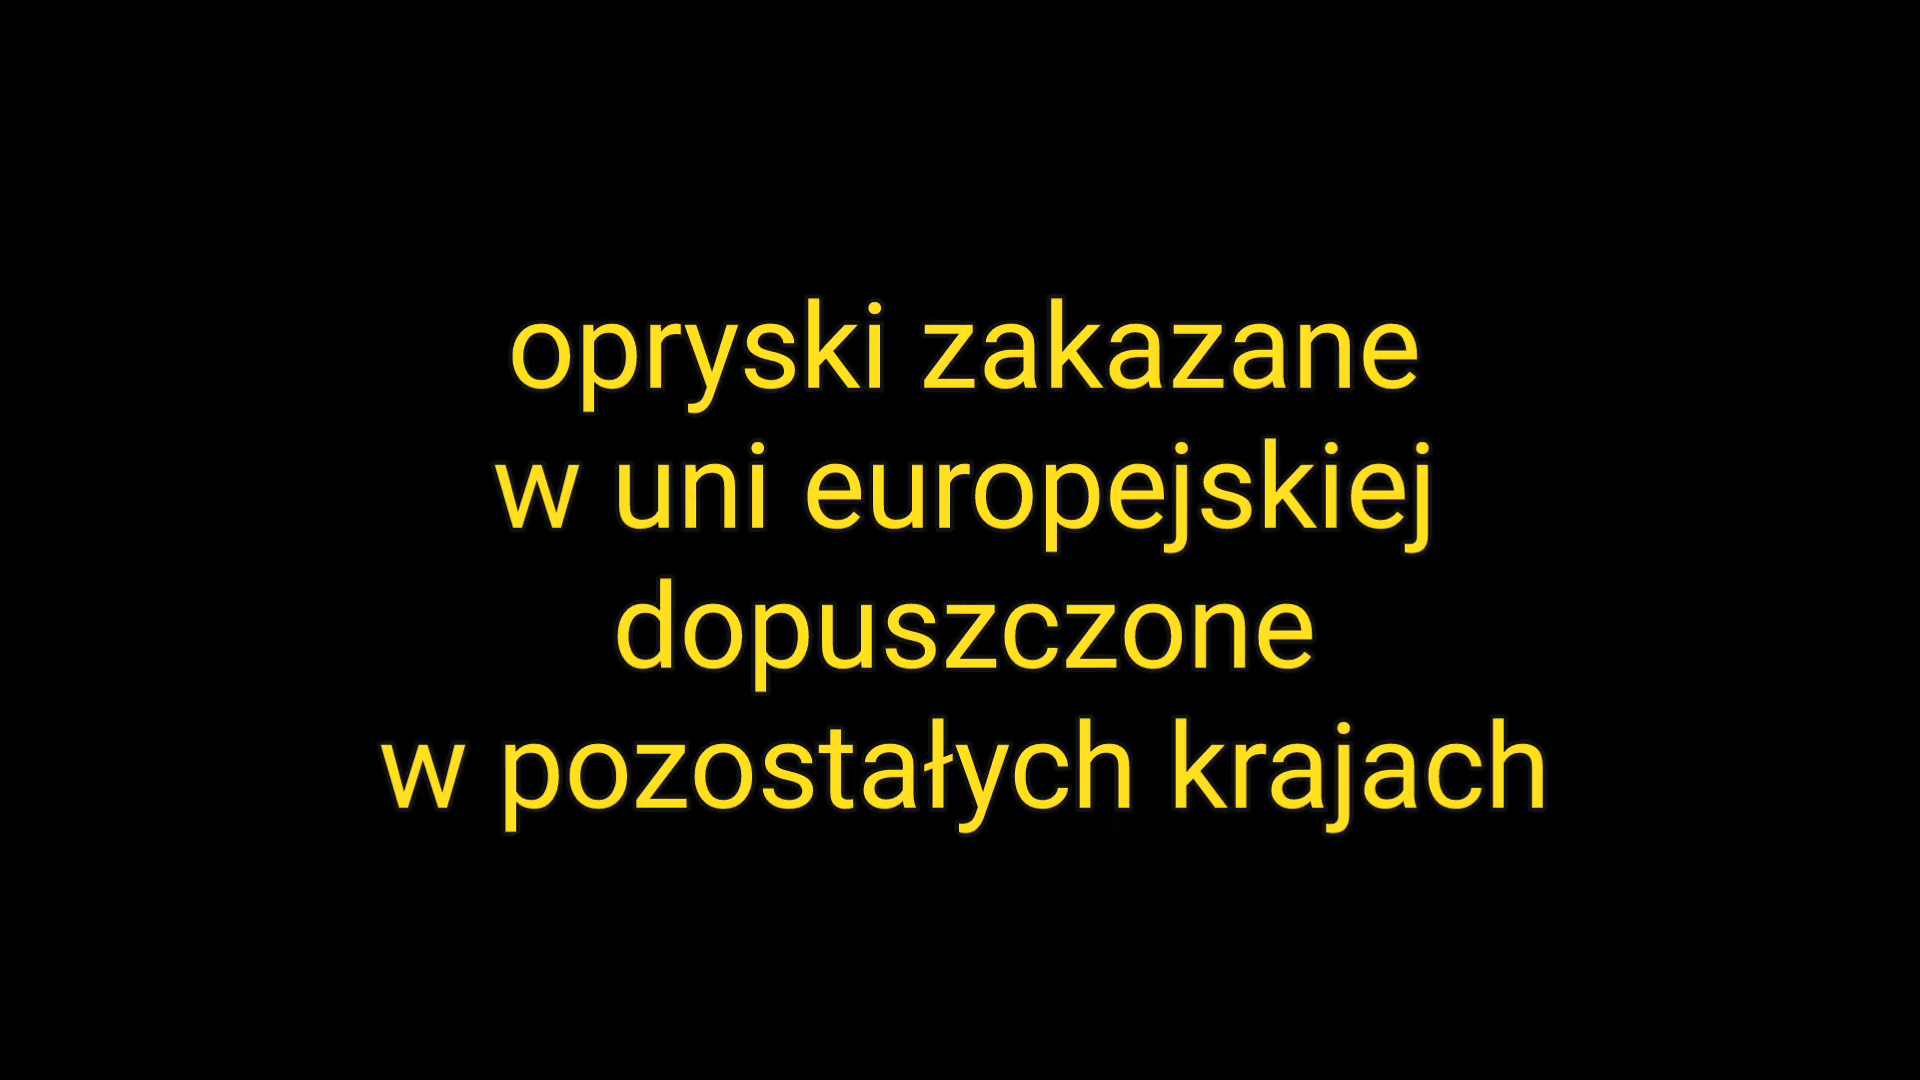 opryski zakazane
w uni europejskiej
dopuszczone
w pozostałych krajach